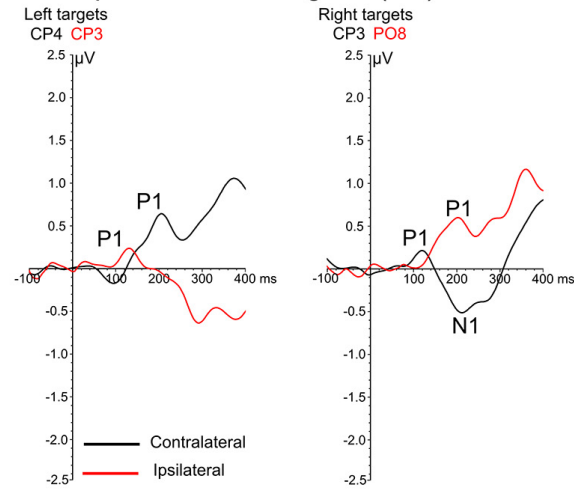 Left targets
CP4 CP3
Right targets
CP3 PO8
2.5
µV
2.0
1.5
1.0
0.5
P1
P1
-100
100
200
300
400 ms
-0.5
-1.0
-1.5
-2.0
-2.5
Contralateral
Ipsilateral
2.5
µV
2.0
1.5
1.0
0.5
P1
P1
-100
100
200
300
400 ms
-0.5
N1
-1.0
-1.5
-2.0
-2.5